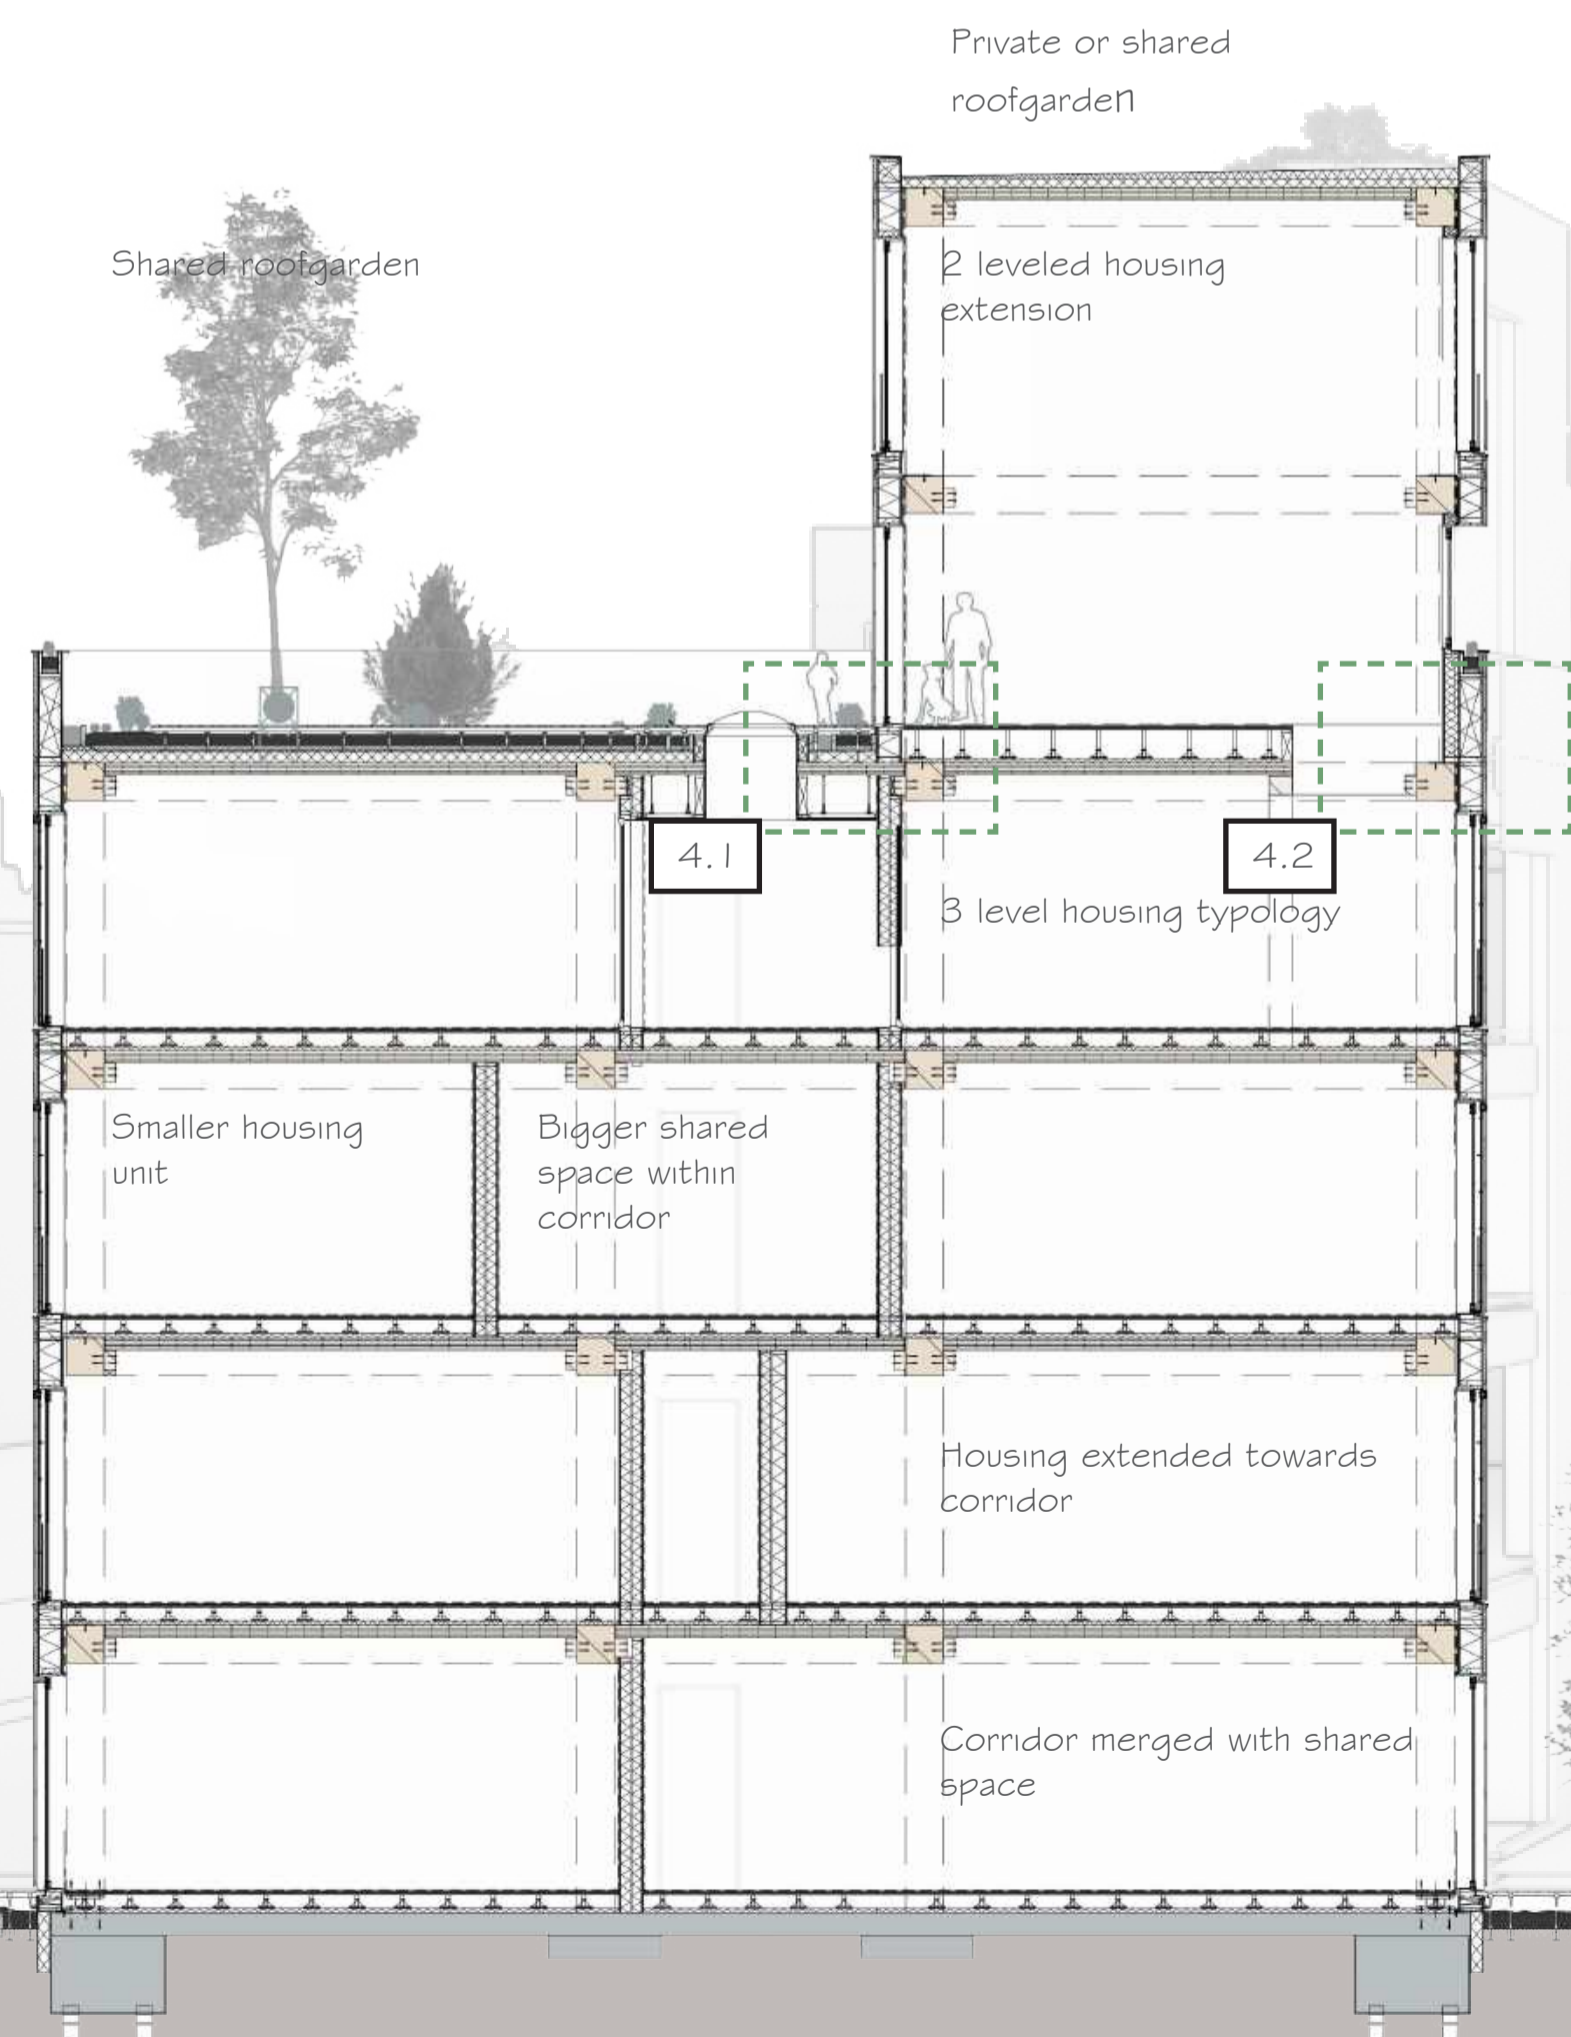 Private or shared
roofgarden
Shared roofgarden
2 leveled housing
extension
4.1
4.2
3 level housing typology
Smaller housing
unit
Bigger shared
space within
corridor
Housing extended towards
corridor
Corridor merged with shared
space